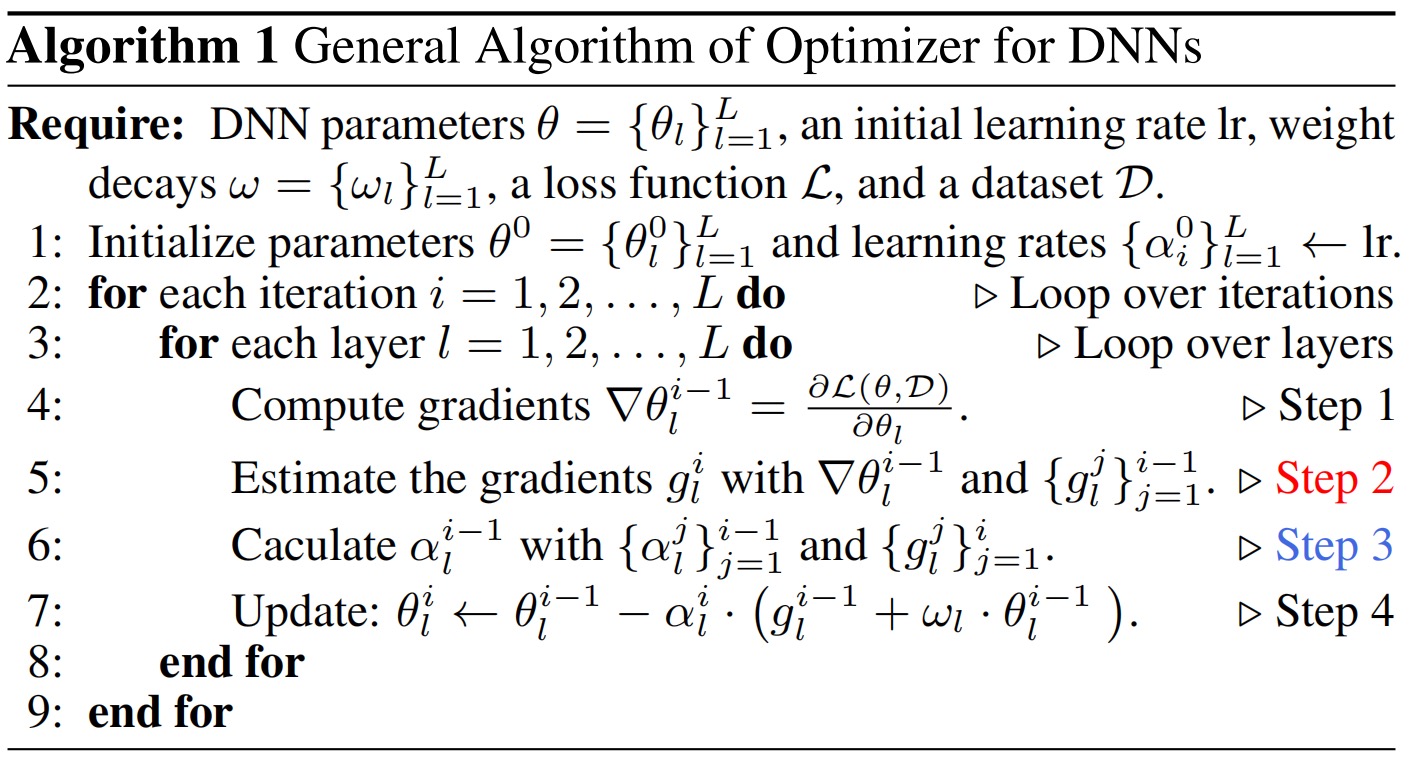 Algorithm 1 General Algorithm of Optimizer for DNNs
Require: DNN parameters $\theta = \{\theta_l\}_{l=1}^{L}$, an initial learning rate lr, weight
decays $\omega = \{\omega_l\}_{l=1}^{L}$, a loss function $\mathcal{L}$, and a dataset $\mathcal{D}$.
1: Initialize parameters $\theta^0 = \{\theta_l^0\}_{l=1}^{L}$ and learning rates $\{\alpha_i^0\}_{l=1}^{L} \leftarrow$ lr.
2: for each iteration $i = 1, 2, \ldots, L$ do ▷ Loop over iterations
3: for each layer $l = 1, 2, \ldots, L$ do ▷ Loop over layers
4: Compute gradients $\nabla\theta_l^{i-1} = \frac{\partial \mathcal{L}(\theta, \mathcal{D})}{\partial \theta_l}$. ▷ Step 1
5: Estimate the gradients $g_l^i$ with $\nabla\theta_l^{i-1}$ and $\{g_l^j\}_{j=1}^{i-1}$. ▷ Step 2
6: Caculate $\alpha_l^{i-1}$ with $\{\alpha_l^j\}_{j=1}^{i-1}$ and $\{g_l^j\}_{j=1}^{i}$. ▷ Step 3
7: Update: $\theta_l^i \leftarrow \theta_l^{i-1} - \alpha_l^i \cdot \left(g_l^{i-1} + \omega_l \cdot \theta_l^{i-1}\right)$. ▷ Step 4
8: end for
9: end for